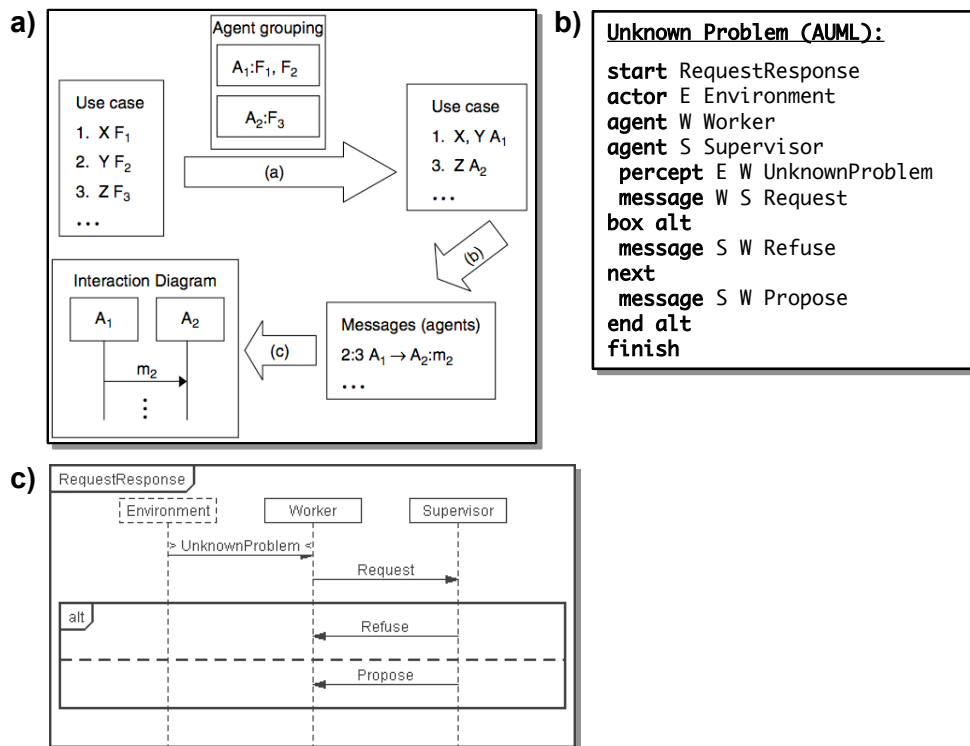 a)
Agent grouping
A₁:F₁, F₂
A₂:F₃
Use case
1. X F₁
2. Y F₂
3. Z F₃
...
(a)
Use case
1. X, Y A₁
3. Z A₂
...
(b)
Messages (agents)
2:3 A₁ → A₂:m₂
...
(c)
Interaction Diagram
A₁ A₂
m₂
⋮
b)
Unknown Problem (AUML):
start RequestResponse
actor E Environment
agent W Worker
agent S Supervisor
percept E W UnknownProblem
message W S Request
box alt
message S W Refuse
next
message S W Propose
end alt
finish
c)
RequestResponse
Environment Worker Supervisor
> UnknownProblem <
Request
alt
Refuse
Propose